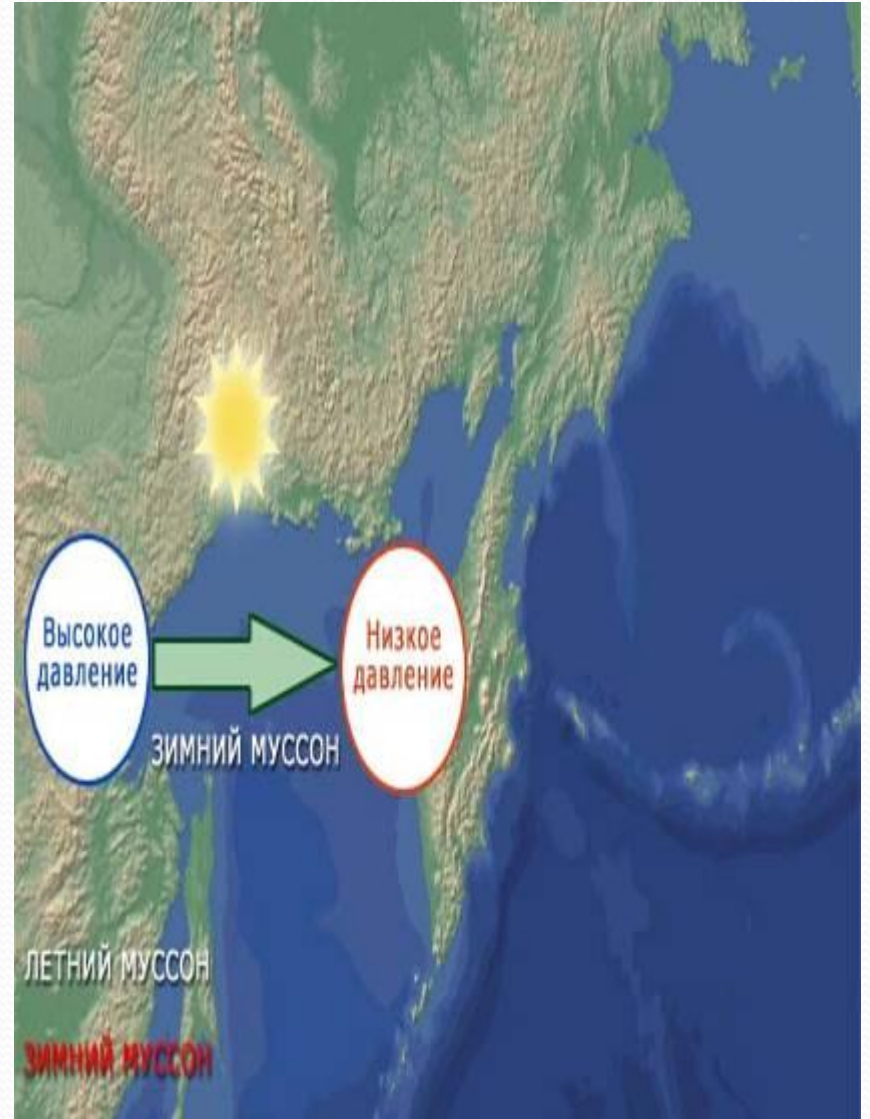 Высокое
давление
Низкое
давление
ЗИМНИЙ МУССОН
ЛЕТНИЙ МУССОН
ЗИМНИЙ МУССОН